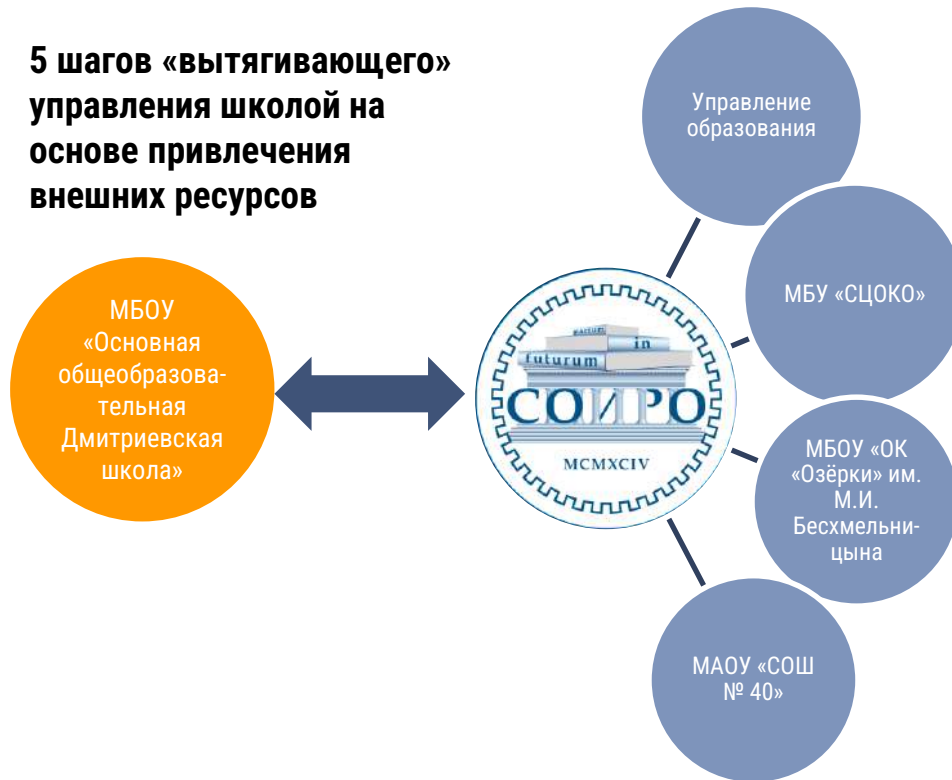 5 шагов «вытягивающего»
управления школой на
основе привлечения
внешних ресурсов
Управление
образования
МБУ «СЦОКО»
МБОУ
«Основная
общеобразова-
тельная
Дмитриевская
школа»
in
futurum
СОИРО
MCMXCIV
МБОУ «ОК
«Озёрки» им.
М.И.
Бесхмельни-
цына
МАОУ «СОШ
№ 40»